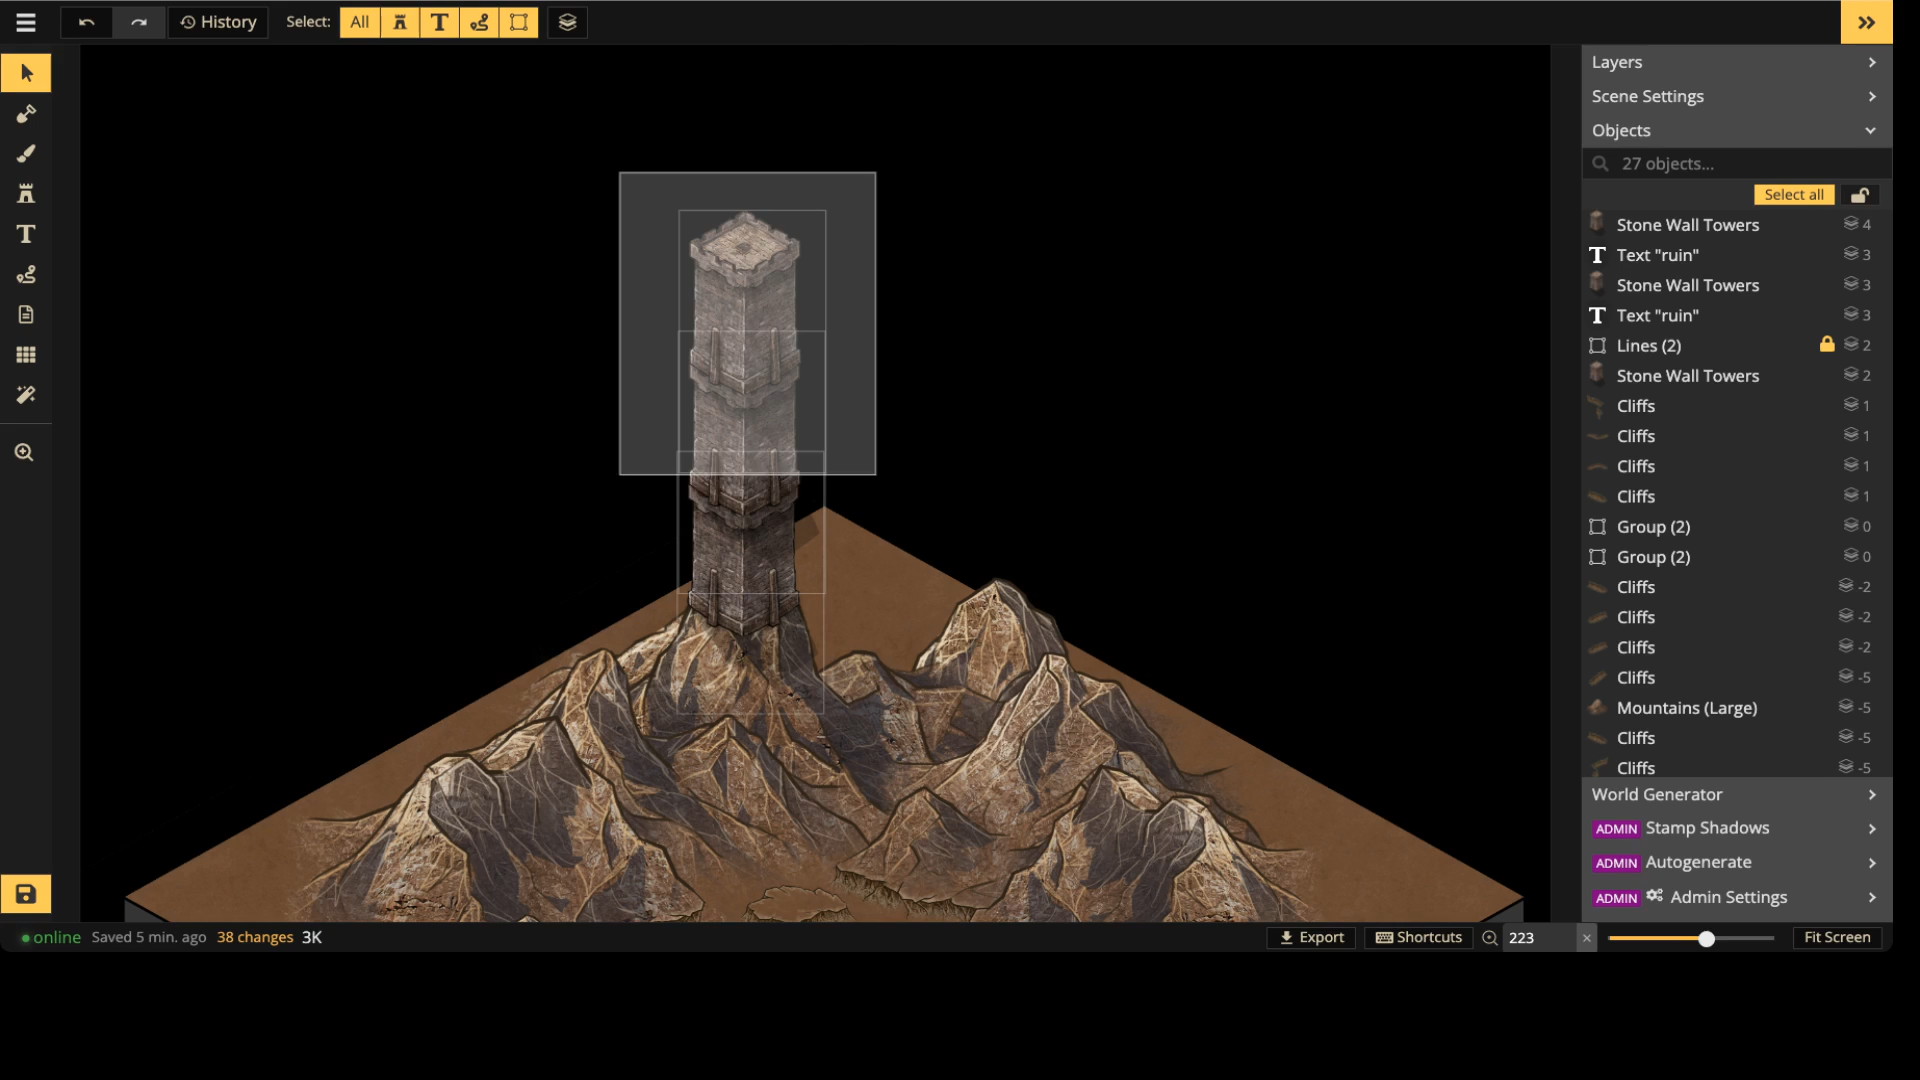 History
Select:
All
T
Layers
Scene Settings
Objects
27 objects...
Select all
Stone Wall Towers 4
T Text "ruin" 3
Stone Wall Towers 3
T Text "ruin" 3
Lines (2) 2
Stone Wall Towers 2
Cliffs 1
Cliffs 1
Cliffs 1
Cliffs 1
Group (2) 0
Group (2) 0
Cliffs -2
Cliffs -2
Cliffs -2
Cliffs -5
Mountains (Large) -5
Cliffs -5
Cliffs -5
World Generator
ADMIN Stamp Shadows
ADMIN Autogenerate
ADMIN Admin Settings
T
online Saved 5 min. ago 38 changes 3K
Export Shortcuts 223 × Fit Screen